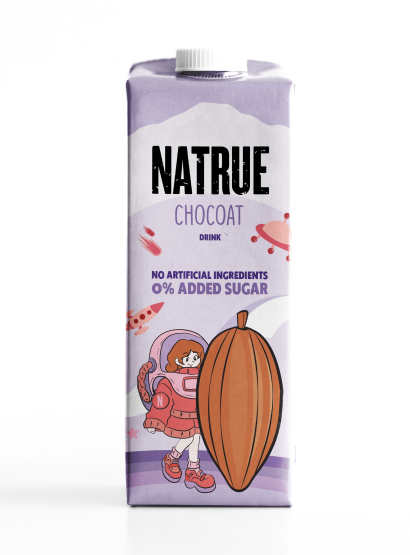 NATRUE
CHOCOAT
DRINK
NO ARTIFICIAL INGREDIENTS
0% ADDED SUGAR
N